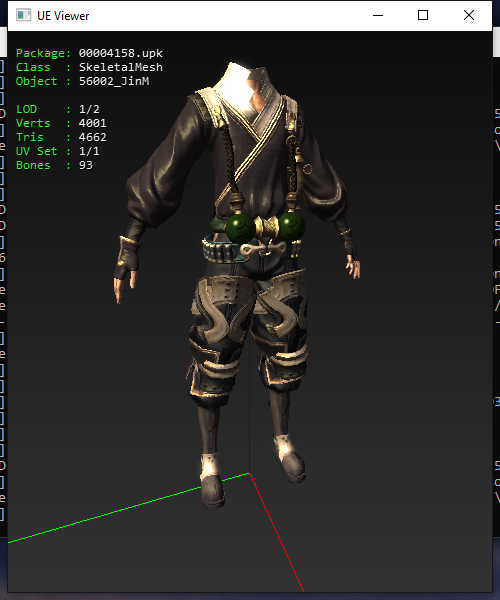 UE Viewer
Package: 00004158.upk
Class : SkeletalMesh
Object : 56002_JinM
LOD : 1/2
Verts : 4001
Tris : 4662
UV Set : 1/1
Bones : 93